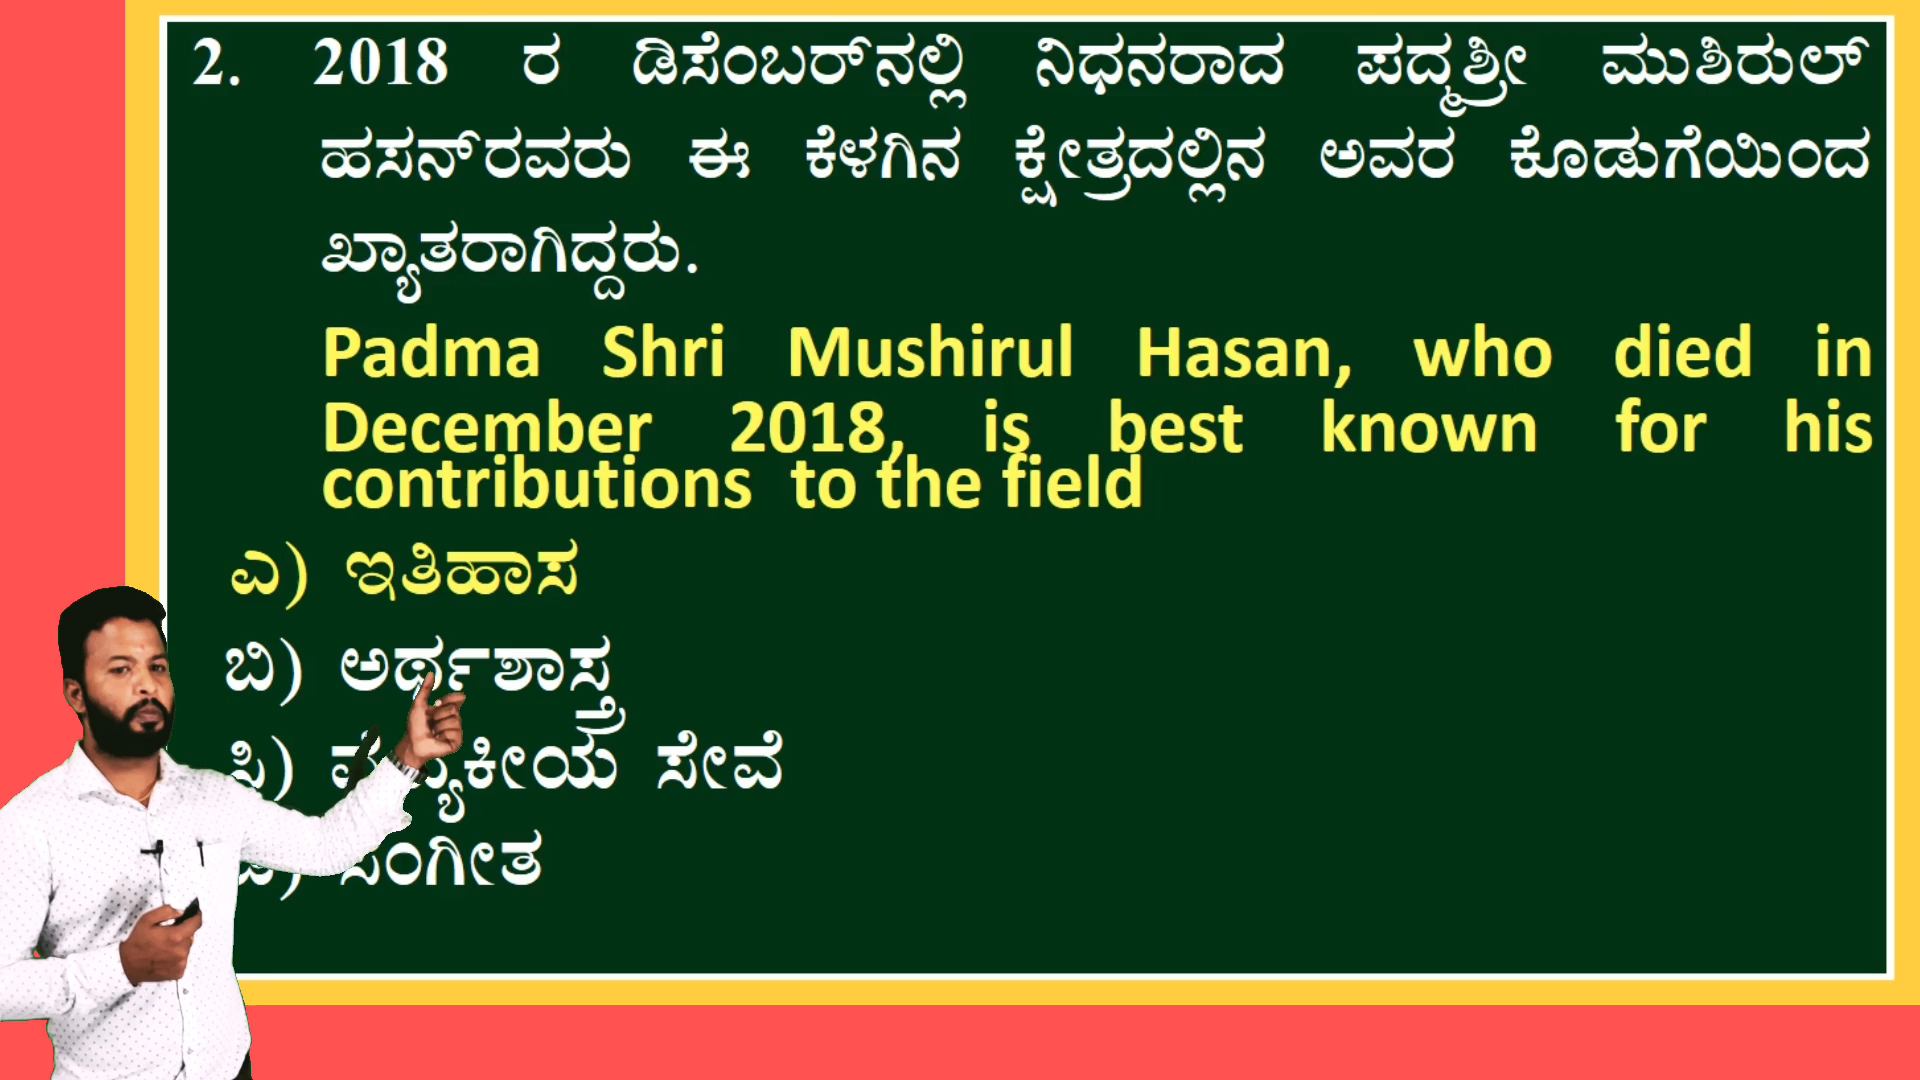 2. 2018 ರ ಡಿಸೆಂಬರ್‌ನಲ್ಲಿ ನಿಧನರಾದ ಪದ್ಮಶ್ರೀ ಮುಶಿರುಲ್
ಹಸನ್‌ರವರು ಈ ಕೆಳಗಿನ ಕ್ಷೇತ್ರದಲ್ಲಿನ ಅವರ ಕೊಡುಗೆಯಿಂದ
ಖ್ಯಾತರಾಗಿದ್ದರು.
Padma Shri Mushirul Hasan, who died in
December 2018, is best known for his
contributions to the field
ಎ) ಇತಿಹಾಸ
ಬಿ) ಅರ್ಥಶಾಸ್ತ್ರ
ಸಿ) ಸೇವೆ
ಸಂಗೀತ